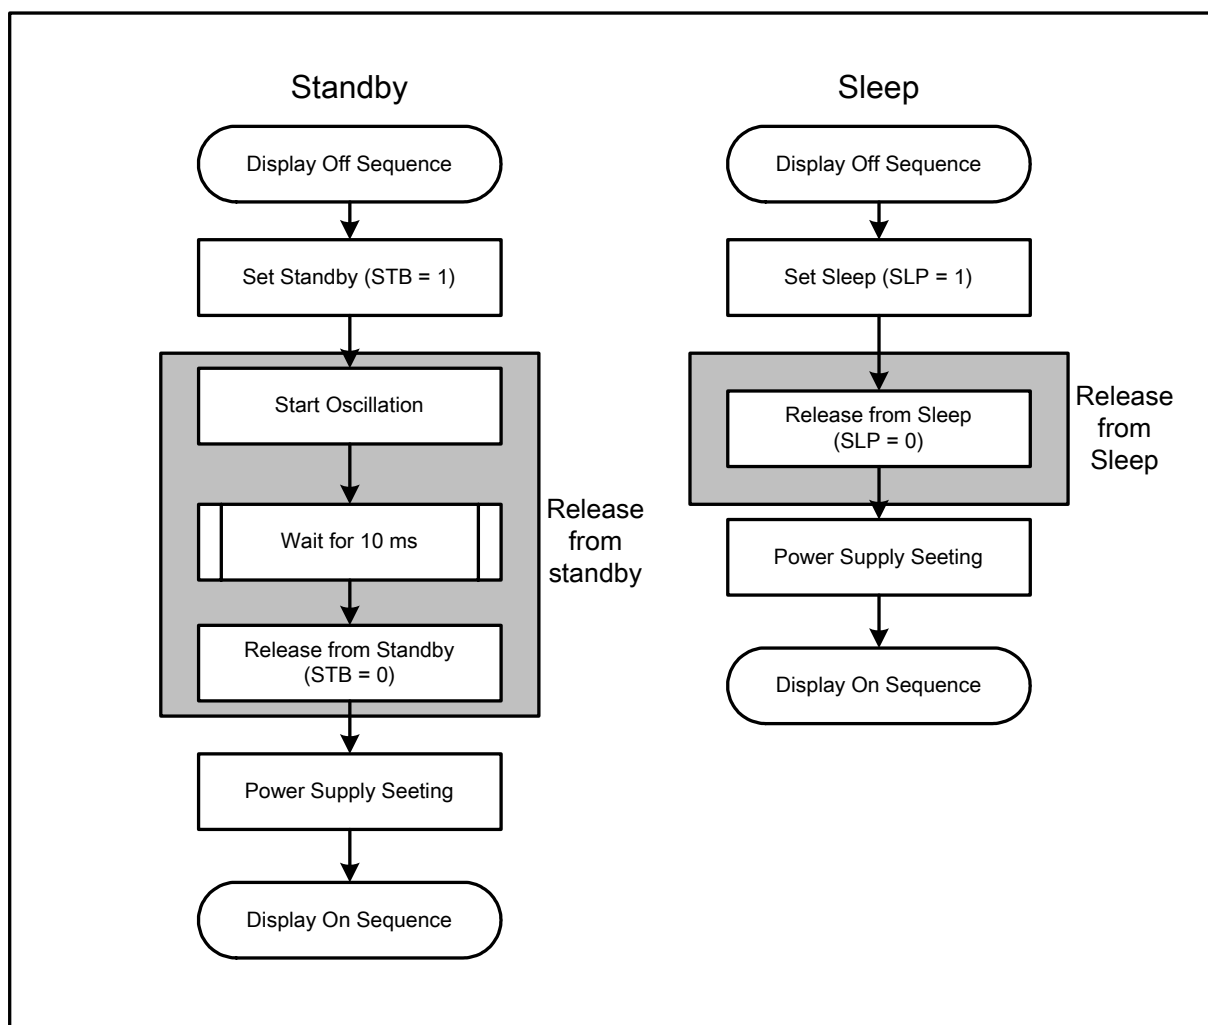 Standby
Display Off Sequence
Set Standby (STB = 1)
Start Oscillation
Wait for 10 ms
Release from Standby
(STB = 0)
Release
from
standby
Power Supply Seeting
Display On Sequence
Sleep
Display Off Sequence
Set Sleep (SLP = 1)
Release from Sleep
(SLP = 0)
Release
from
Sleep
Power Supply Seeting
Display On Sequence